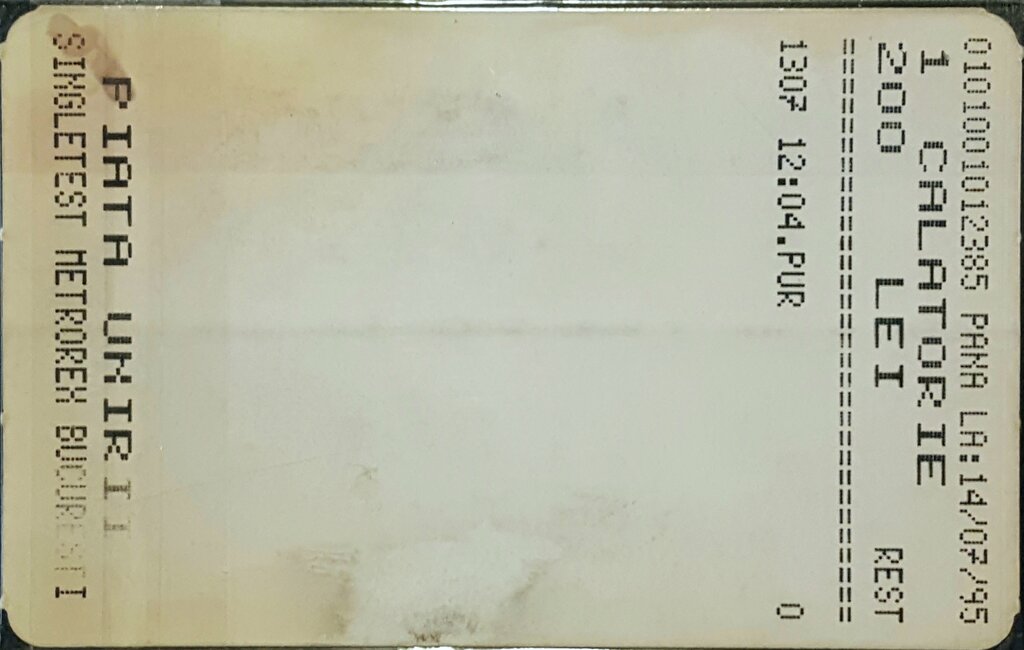 0101001012385 PANA LA:14/07/95
1 CALATORIE
200 LEI REST
==============================
1307 12:04.PUR 0
PIATA UNIRII
SINGLETEST METROREX BUCURESTI